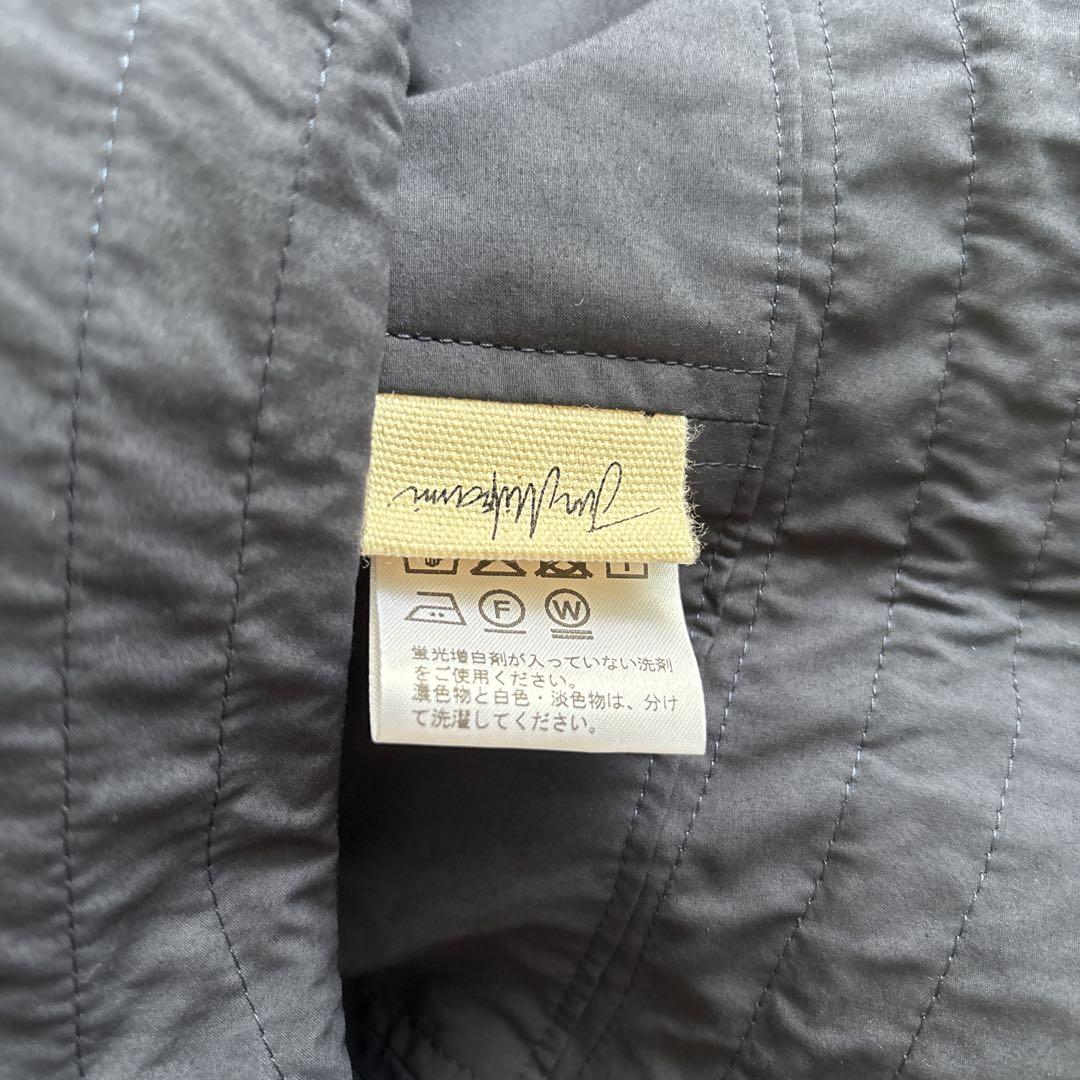 F W
蛍光増白剤が入っていない洗剤
をご使用ください。
濃色物と白色・淡色物は、分け
て洗濯してください。